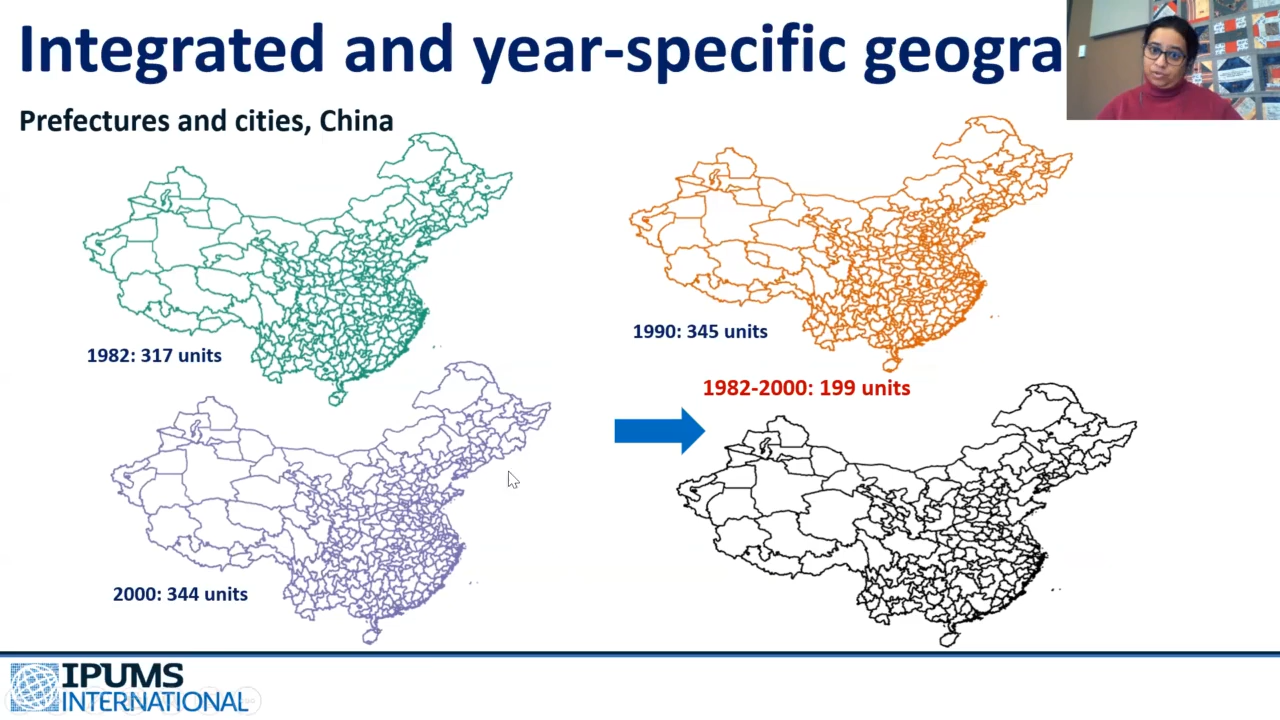 Integrated and year-specific geogra
Prefectures and cities, China
1982: 317 units
1990: 345 units
1982-2000: 199 units
2000: 344 units
IPUMS
INTERNATIONAL